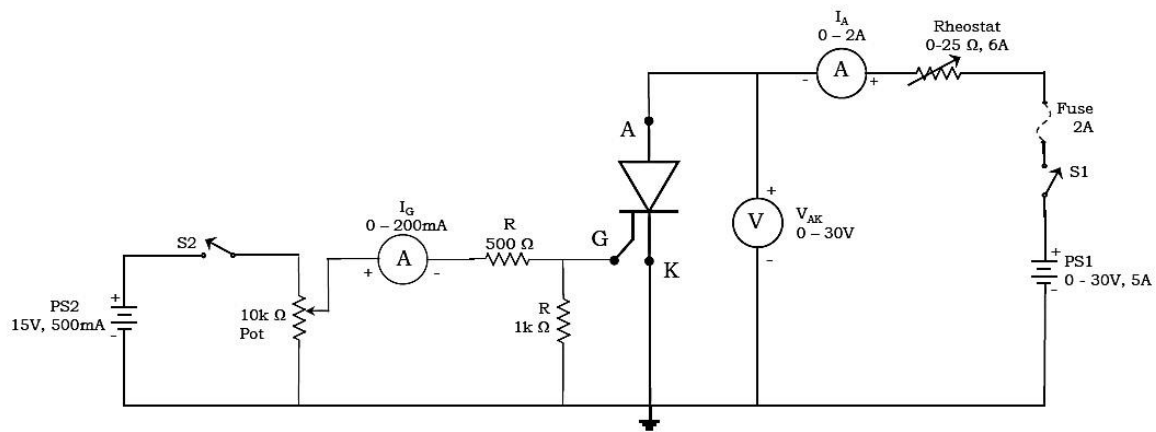 I_A
0 – 2A
A
Rheostat
0-25 Ω, 6A
Fuse
2A
S1
A
V
V_AK
0 – 30V
PS1
0 - 30V, 5A
G
K
I_G
0 – 200mA
A
R
500 Ω
S2
PS2
15V, 500mA
10k Ω
Pot
R
1k Ω
+
-
+
-
+
-
+
-
+
-